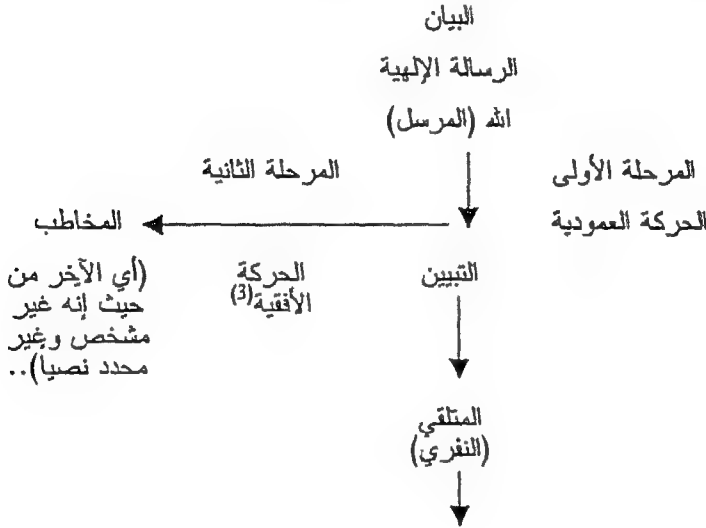 البيان
الرسالة الإلهية
الله (المرسل)
المرحلة الأولى
المرحلة الثانية
الحركة العمودية
المخاطب
التبيين
الحركة
الأفقية(3)
(أي الآخر من
حيث إنه غير
مشخص وغير
محدد نصياً)..
المتلقي
(النفري)